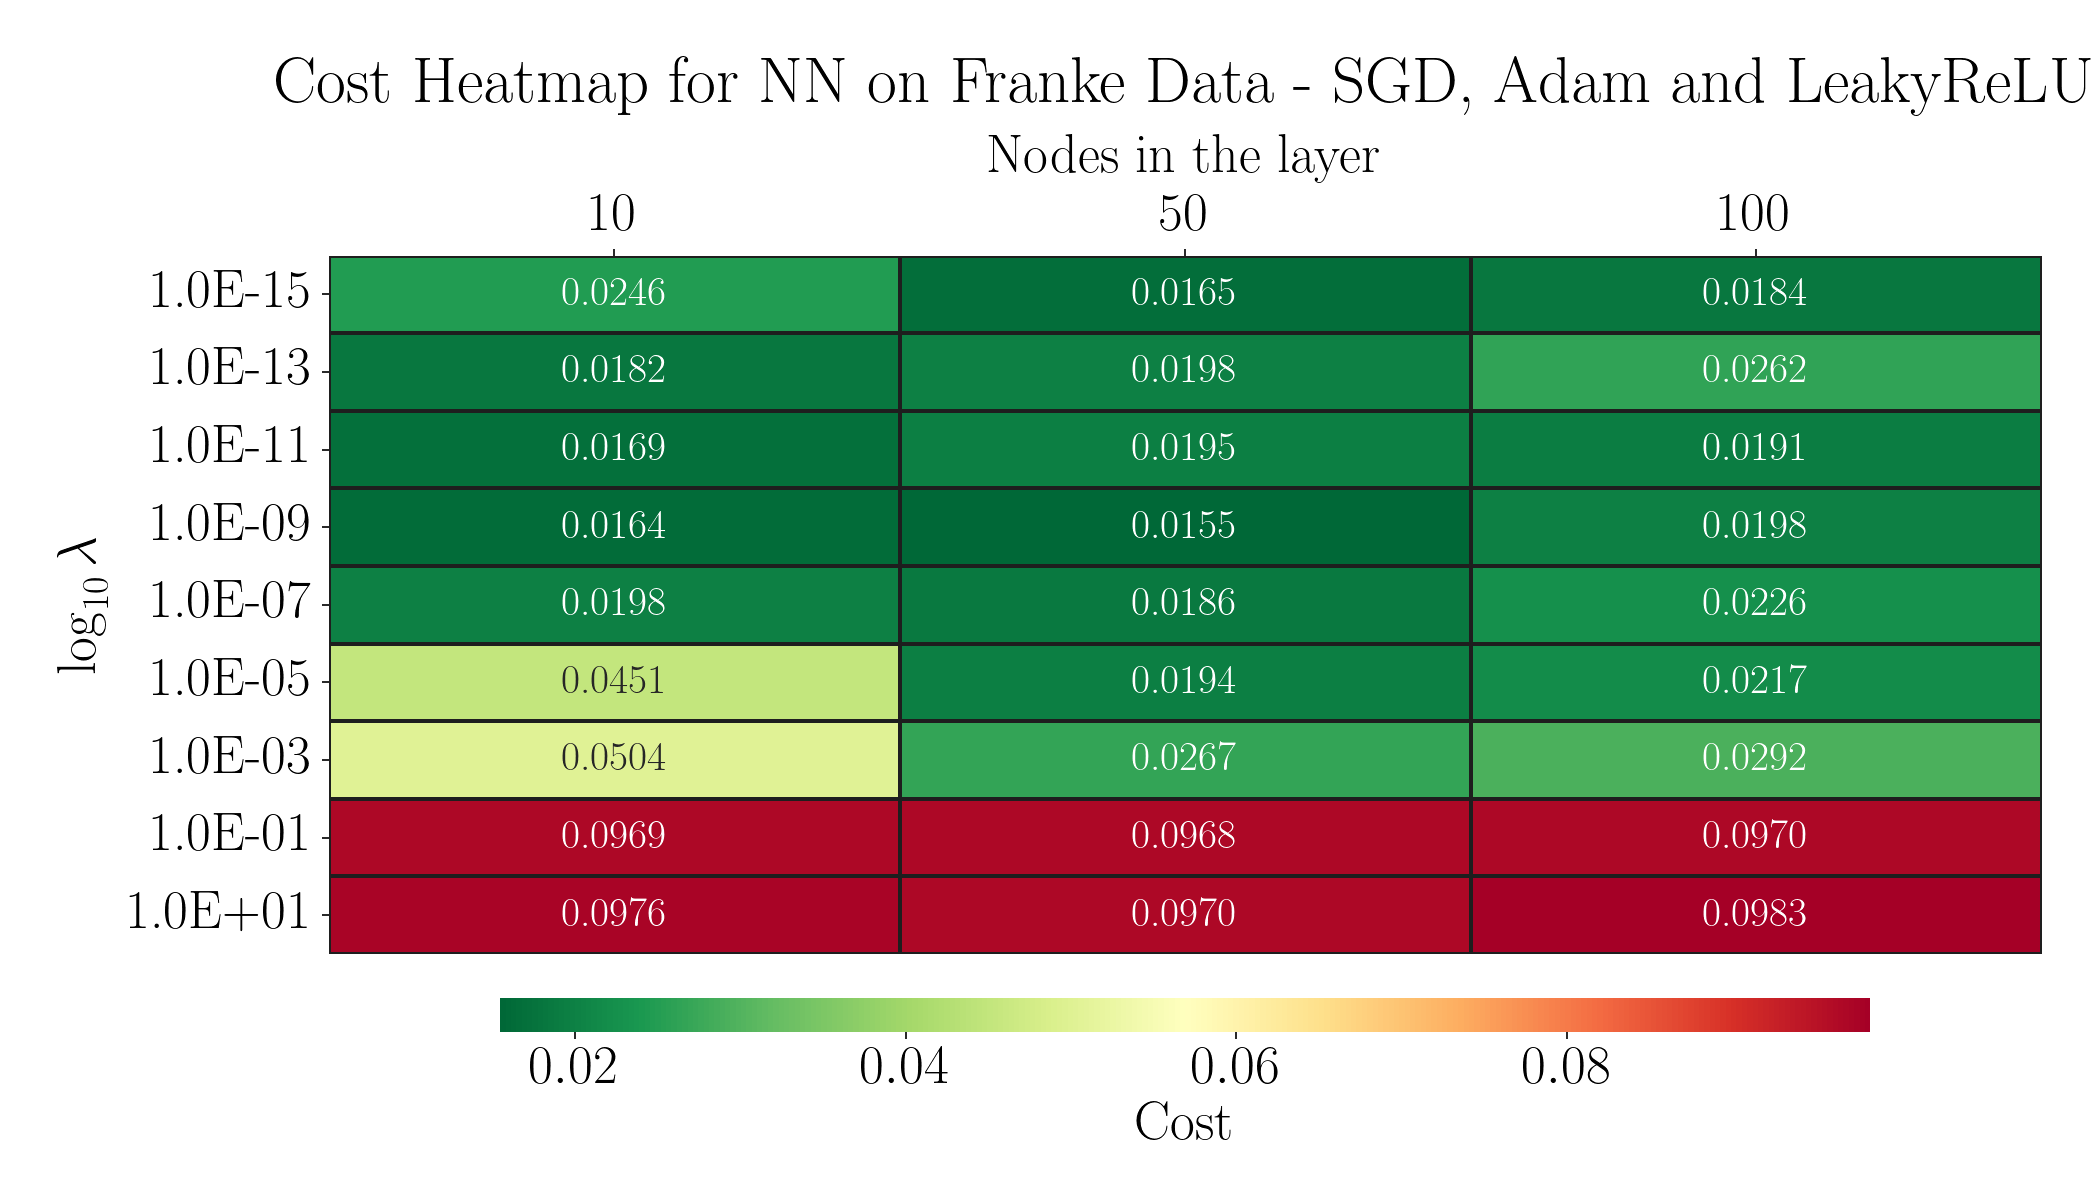 Cost Heatmap for NN on Franke Data - SGD, Adam and LeakyReLU
Nodes in the layer
10 50 100
1.0E-15 0.0246 0.0165 0.0184
1.0E-13 0.0182 0.0198 0.0262
1.0E-11 0.0169 0.0195 0.0191
1.0E-09 0.0164 0.0155 0.0198
1.0E-07 0.0198 0.0186 0.0226
1.0E-05 0.0451 0.0194 0.0217
1.0E-03 0.0504 0.0267 0.0292
1.0E-01 0.0969 0.0968 0.0970
1.0E+01 0.0976 0.0970 0.0983
log₁₀ λ
0.02 0.04 0.06 0.08
Cost